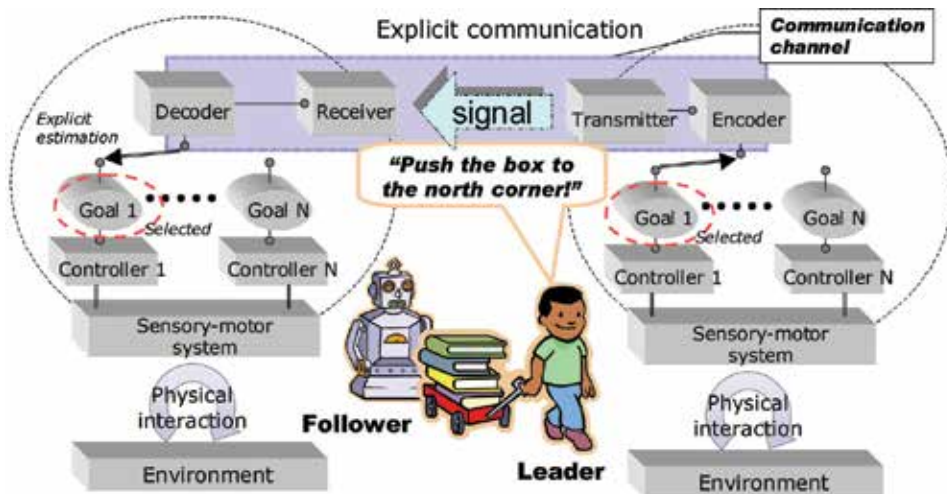 Explicit communication
Communication
channel
Decoder
Receiver
signal
Transmitter
Encoder
Explicit
estimation
"Push the box to
the north corner!"
Goal 1
Goal N
Selected
Controller 1
Controller N
Sensory-motor
system
Physical
interaction
Environment
Follower
Leader
Goal 1
Goal N
Selected
Controller 1
Controller N
Sensory-motor
system
Physical
interaction
Environment